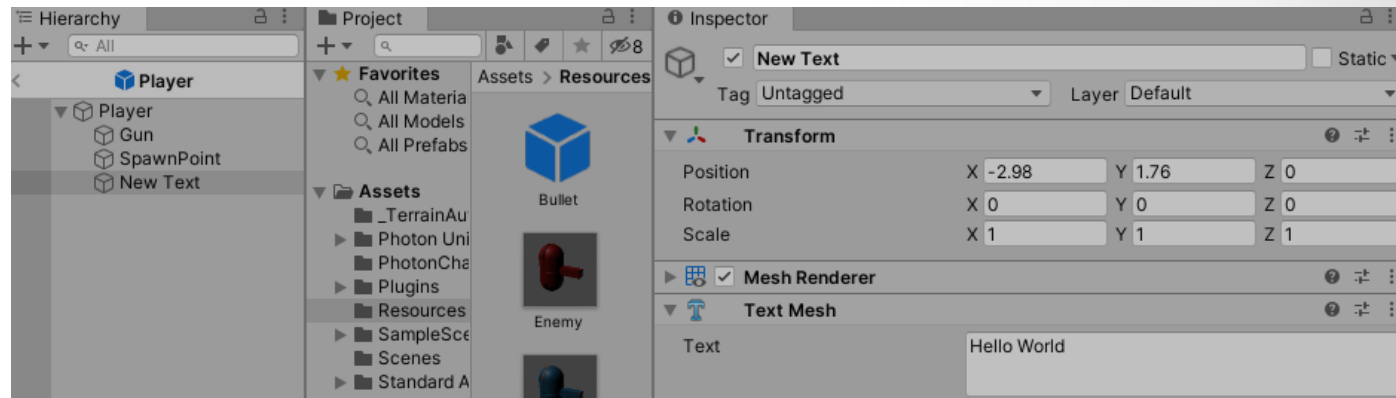 Hierarchy
All
Player
Player
Gun
SpawnPoint
New Text
Project
8
Favorites
All Materia
All Models
All Prefabs
Assets
_TerrainAu
Photon Uni
PhotonCha
Plugins
Resources
SampleSce
Scenes
Standard A
Assets > Resources
Bullet
Enemy
Inspector
New Text
Static
Tag Untagged Layer Default
Transform
Position X -2.98 Y 1.76 Z 0
Rotation X 0 Y 0 Z 0
Scale X 1 Y 1 Z 1
Mesh Renderer
Text Mesh
Text Hello World